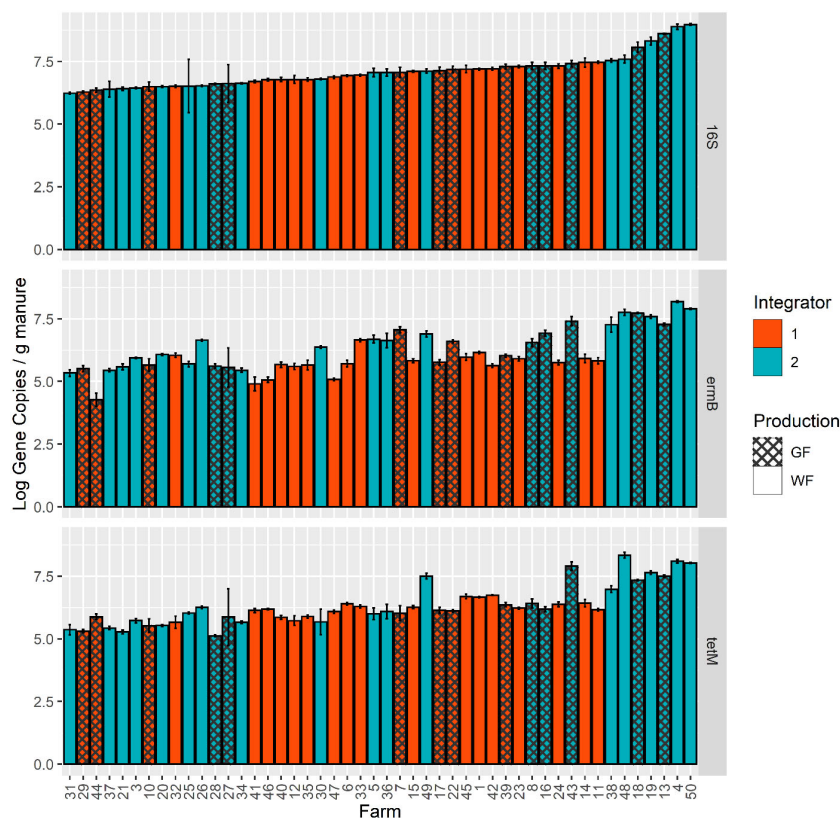 7.5
5.0
2.5
0.0
16S
7.5
5.0
2.5
0.0
ermB
7.5
5.0
2.5
0.0
tetM
Log Gene Copies / g manure
31 29 44 37 21 3 10 20 32 25 26 28 27 34 41 46 40 12 35 30 47 6 33 5 36 7 15 49 17 22 45 1 42 39 23 8 16 24 43 14 11 38 48 18 19 13 4 50
Farm
Integrator
1
2
Production
GF
WF